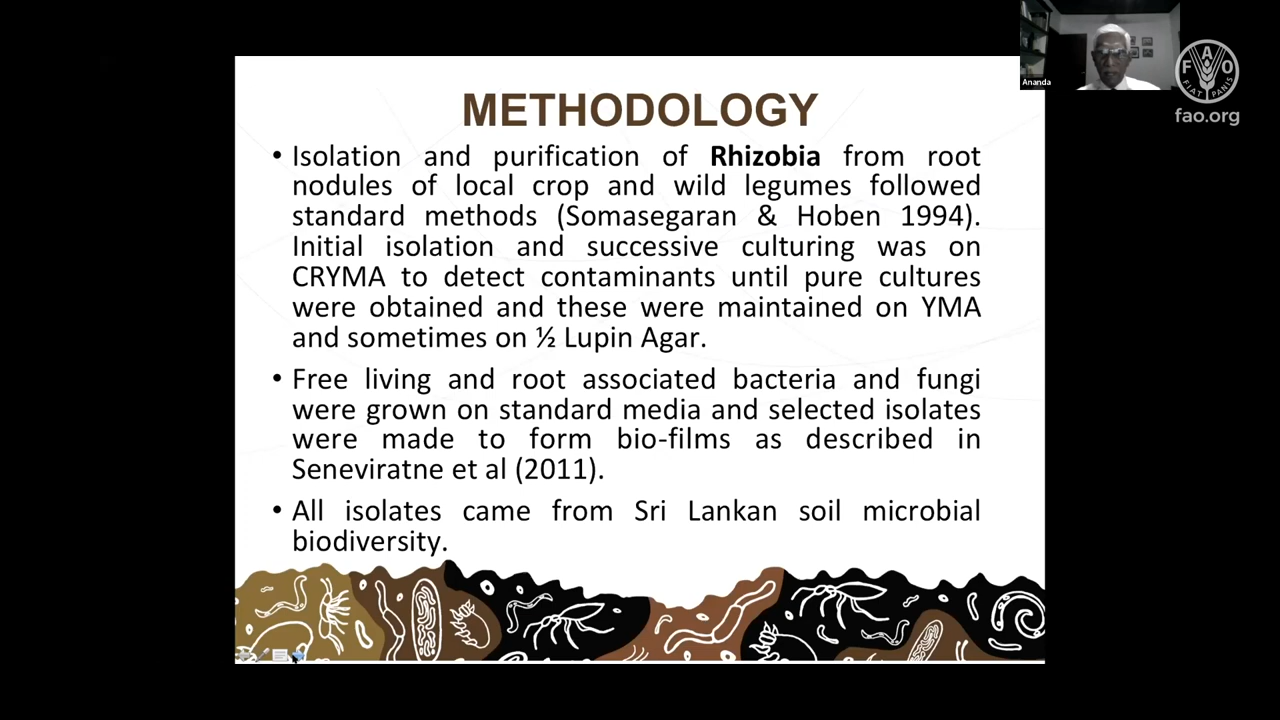 METHODOLOGY
• Isolation and purification of Rhizobia from root
nodules of local crop and wild legumes followed
standard methods (Somasegaran & Hoben 1994).
Initial isolation and successive culturing was on
CRYMA to detect contaminants until pure cultures
were obtained and these were maintained on YMA
and sometimes on ½ Lupin Agar.
• Free living and root associated bacteria and fungi
were grown on standard media and selected isolates
were made to form bio-films as described in
Seneviratne et al (2011).
• All isolates came from Sri Lankan soil microbial
biodiversity.
Ananda
F A O
FIAT PANIS
fao.org